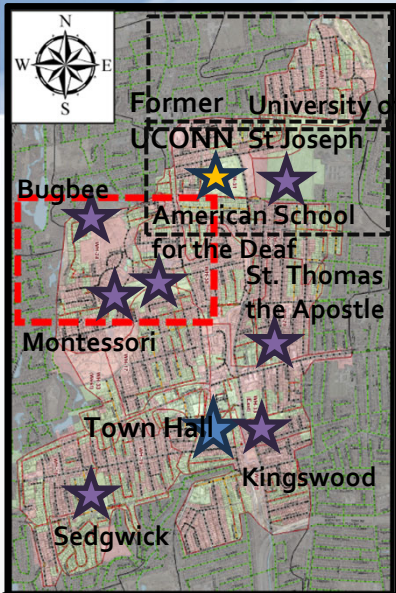 N
W E
S
Former University of
UCONN St Joseph
Bugbee
American School
for the Deaf
St. Thomas
the Apostle
Montessori
Town Hall
Kingswood
Sedgwick